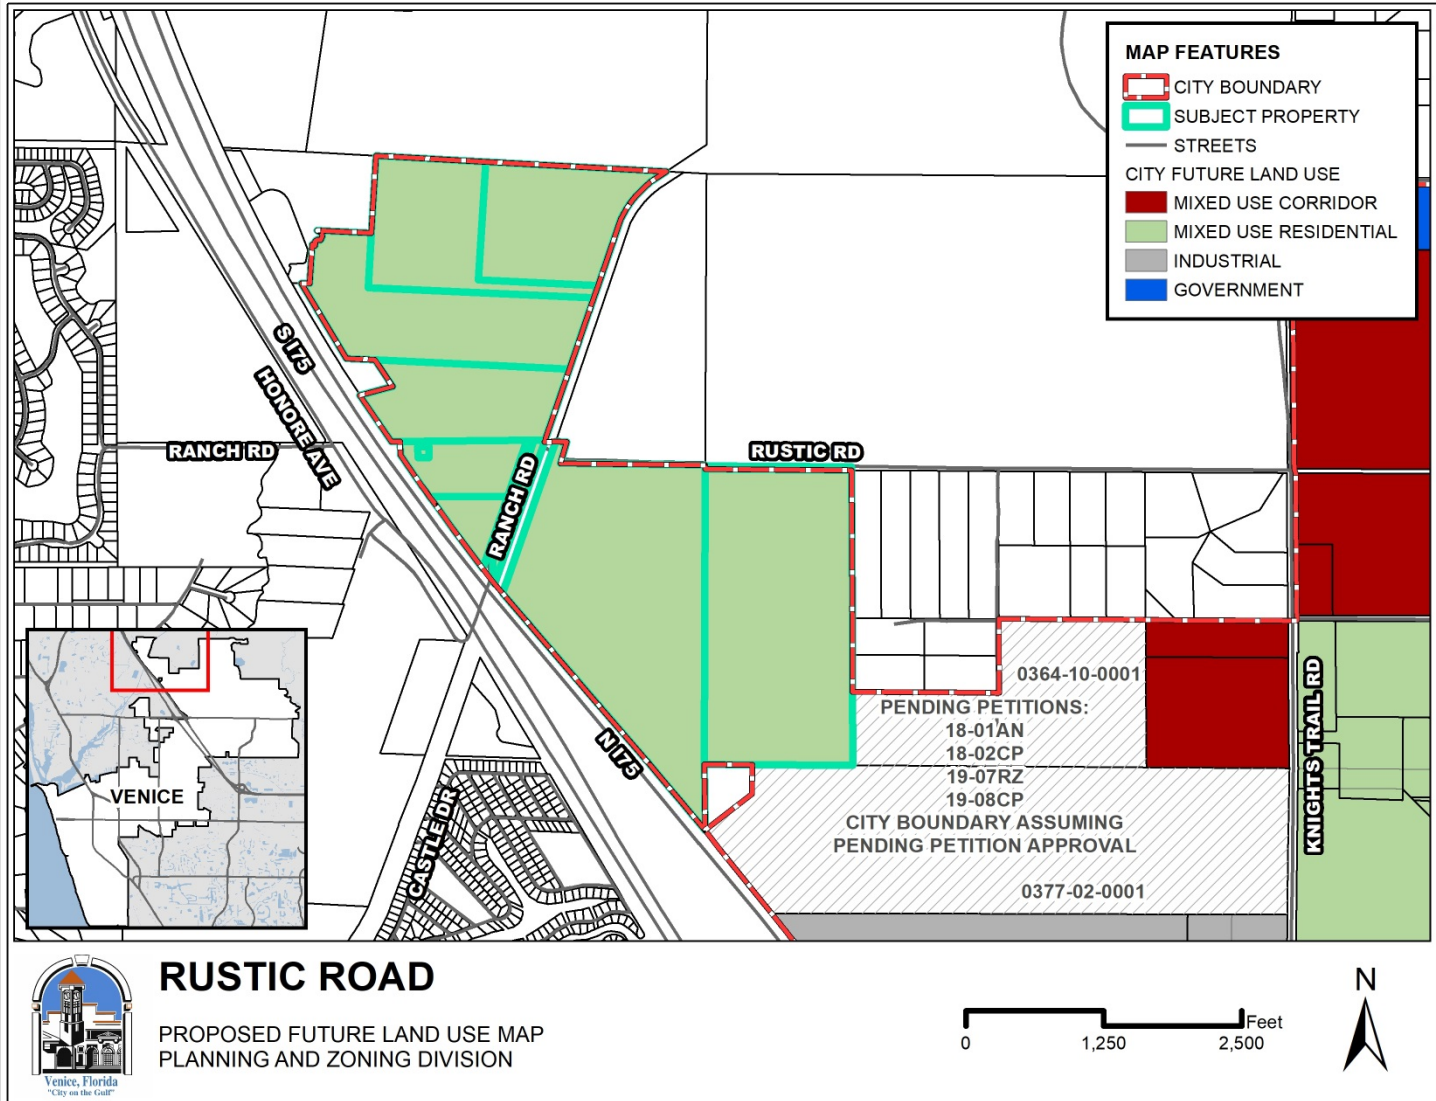 MAP FEATURES
CITY BOUNDARY
SUBJECT PROPERTY
STREETS
CITY FUTURE LAND USE
MIXED USE CORRIDOR
MIXED USE RESIDENTIAL
INDUSTRIAL
GOVERNMENT
S I75
HONORE AVE
RANCH RD
RUSTIC RD
RANCH RD
N I75
CASTLE DR
KNIGHTS TRAIL RD
0364-10-0001
PENDING PETITIONS:
18-01AN
18-02CP
19-07RZ
19-08CP
CITY BOUNDARY ASSUMING
PENDING PETITION APPROVAL
0377-02-0001
VENICE
RUSTIC ROAD
PROPOSED FUTURE LAND USE MAP
PLANNING AND ZONING DIVISION
Venice, Florida
"City on the Gulf"
Feet
0 1,250 2,500
N